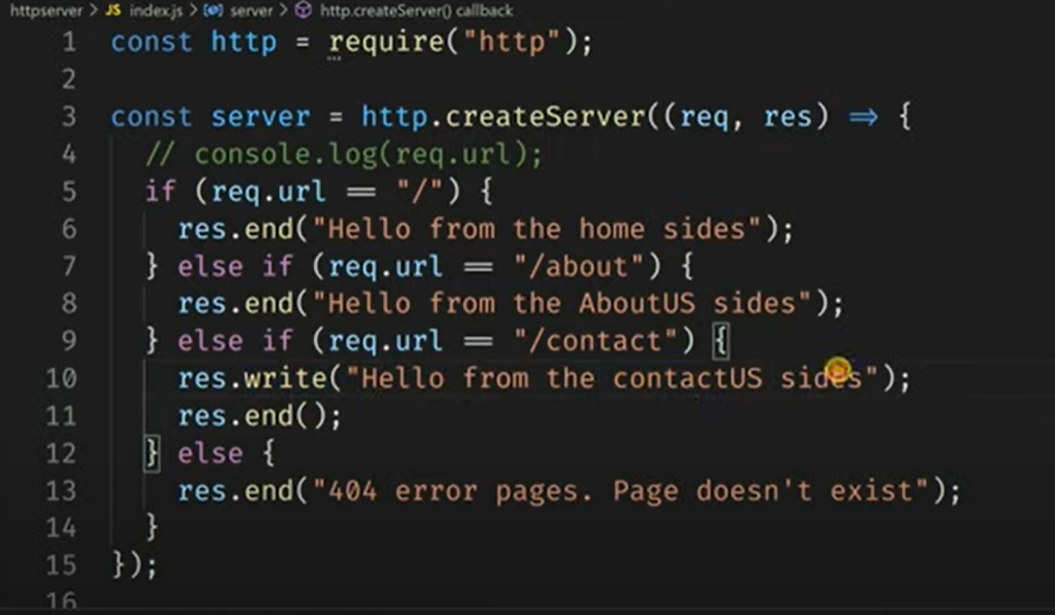 httpserver > JS index.js > server > http.createServer() callback
1 const http = require("http");
2
3 const server = http.createServer((req, res) => {
4 // console.log(req.url);
5 if (req.url == "/") {
6 res.end("Hello from the home sides");
7 } else if (req.url == "/about") {
8 res.end("Hello from the AboutUS sides");
9 } else if (req.url == "/contact") {
10 res.write("Hello from the contactUS sides");
11 res.end();
12 } else {
13 res.end("404 error pages. Page doesn't exist");
14 }
15 });
16